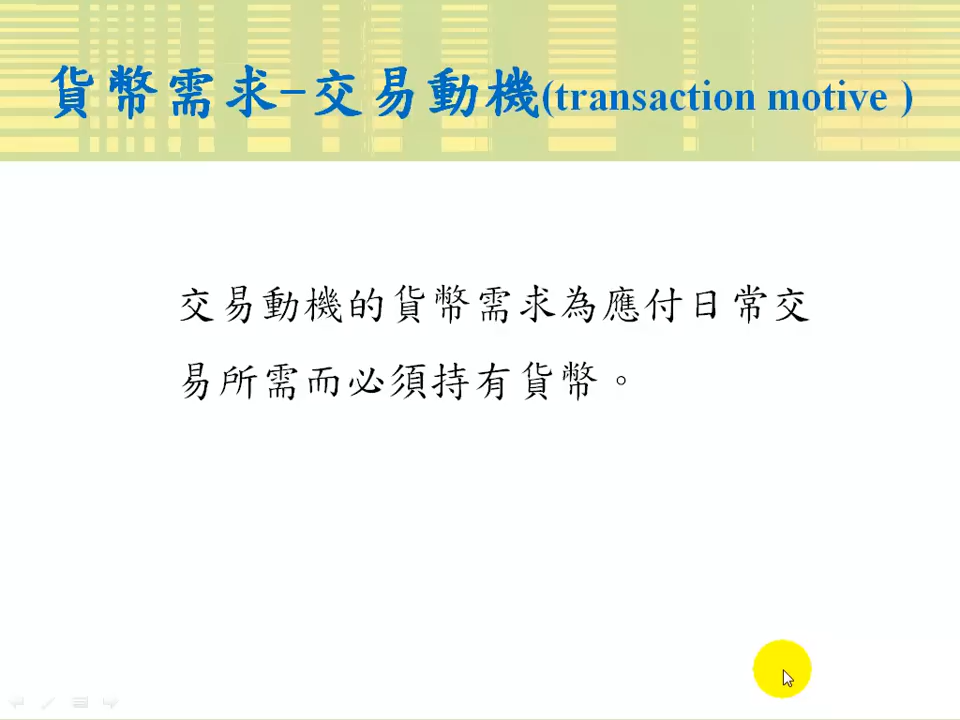 貨幣需求-交易動機(transaction motive )
交易動機的貨幣需求為應付日常交
易所需而必須持有貨幣。